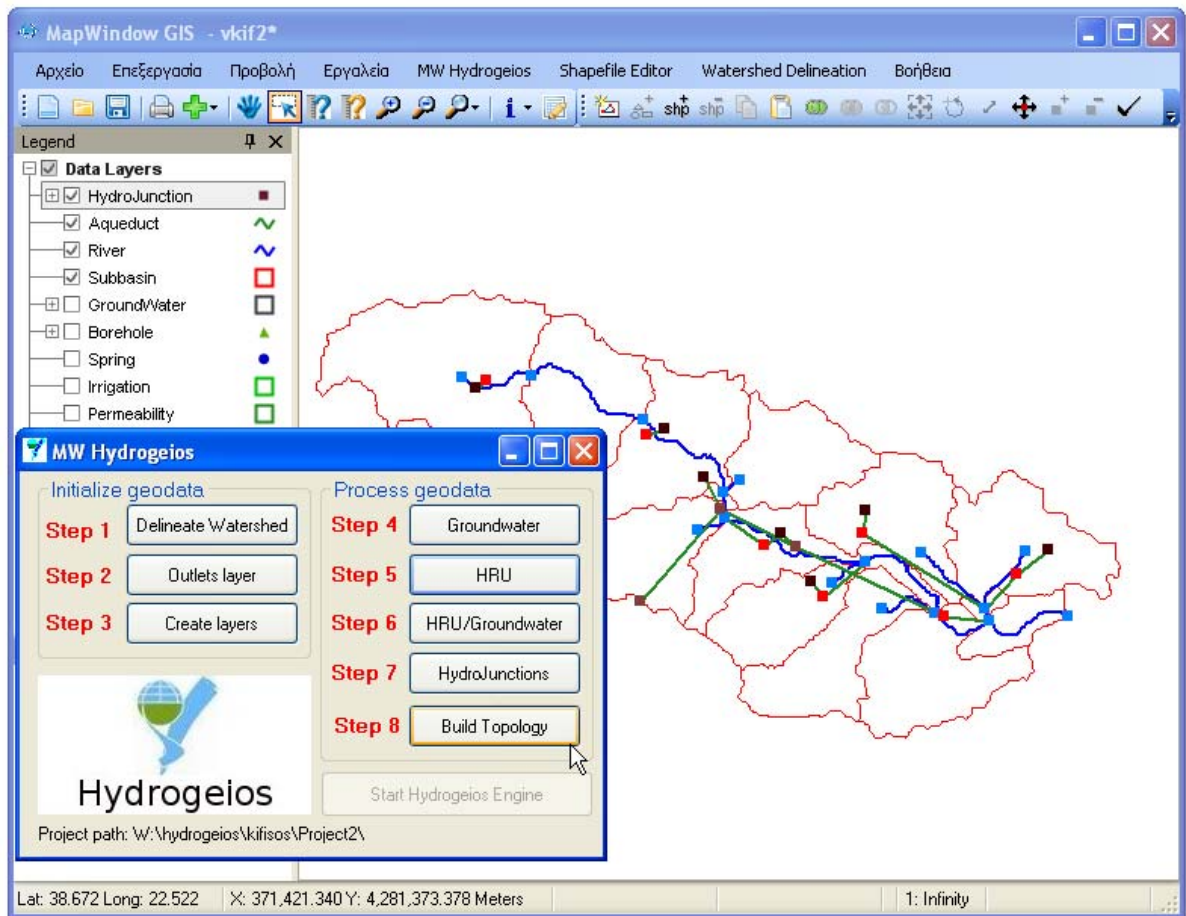 MapWindow GIS - vkif2*
Αρχείο Επεξεργασία Προβολή Εργαλεία MW Hydrogeios Shapefile Editor Watershed Delineation Βοήθεια
shp shp
Legend
Data Layers
HydroJunction
Aqueduct
River
Subbasin
GroundWater
Borehole
Spring
Irrigation
Permeability
MW Hydrogeios
Initialize geodata
Step 1 Delineate Watershed
Step 2 Outlets layer
Step 3 Create layers
Process geodata
Step 4 Groundwater
Step 5 HRU
Step 6 HRU/Groundwater
Step 7 HydroJunctions
Step 8 Build Topology
Hydrogeios
Start Hydrogeios Engine
Project path: W:\hydrogeios\kifisos\Project2\
Lat: 38.672 Long: 22.522 X: 371,421.340 Y: 4,281,373.378 Meters 1: Infinity